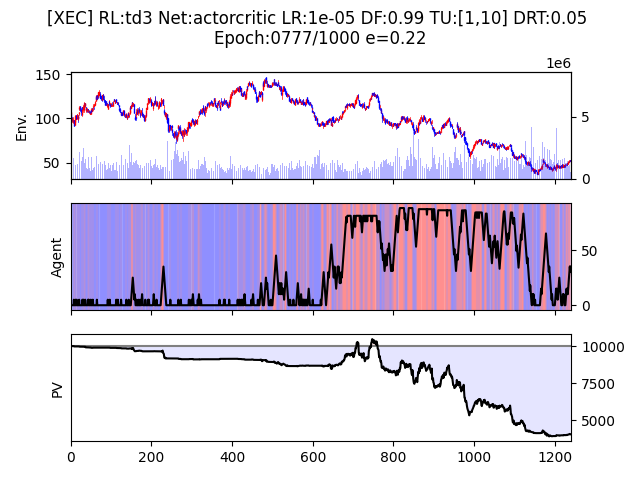 [XEC] RL:td3 Net:actorcritic LR:1e-05 DF:0.99 TU:[1,10] DRT:0.05
Epoch:0777/1000 e=0.22
1e6
150
100
50
Env.
5
0
Agent
50
0
PV
10000
7500
5000
0 200 400 600 800 1000 1200